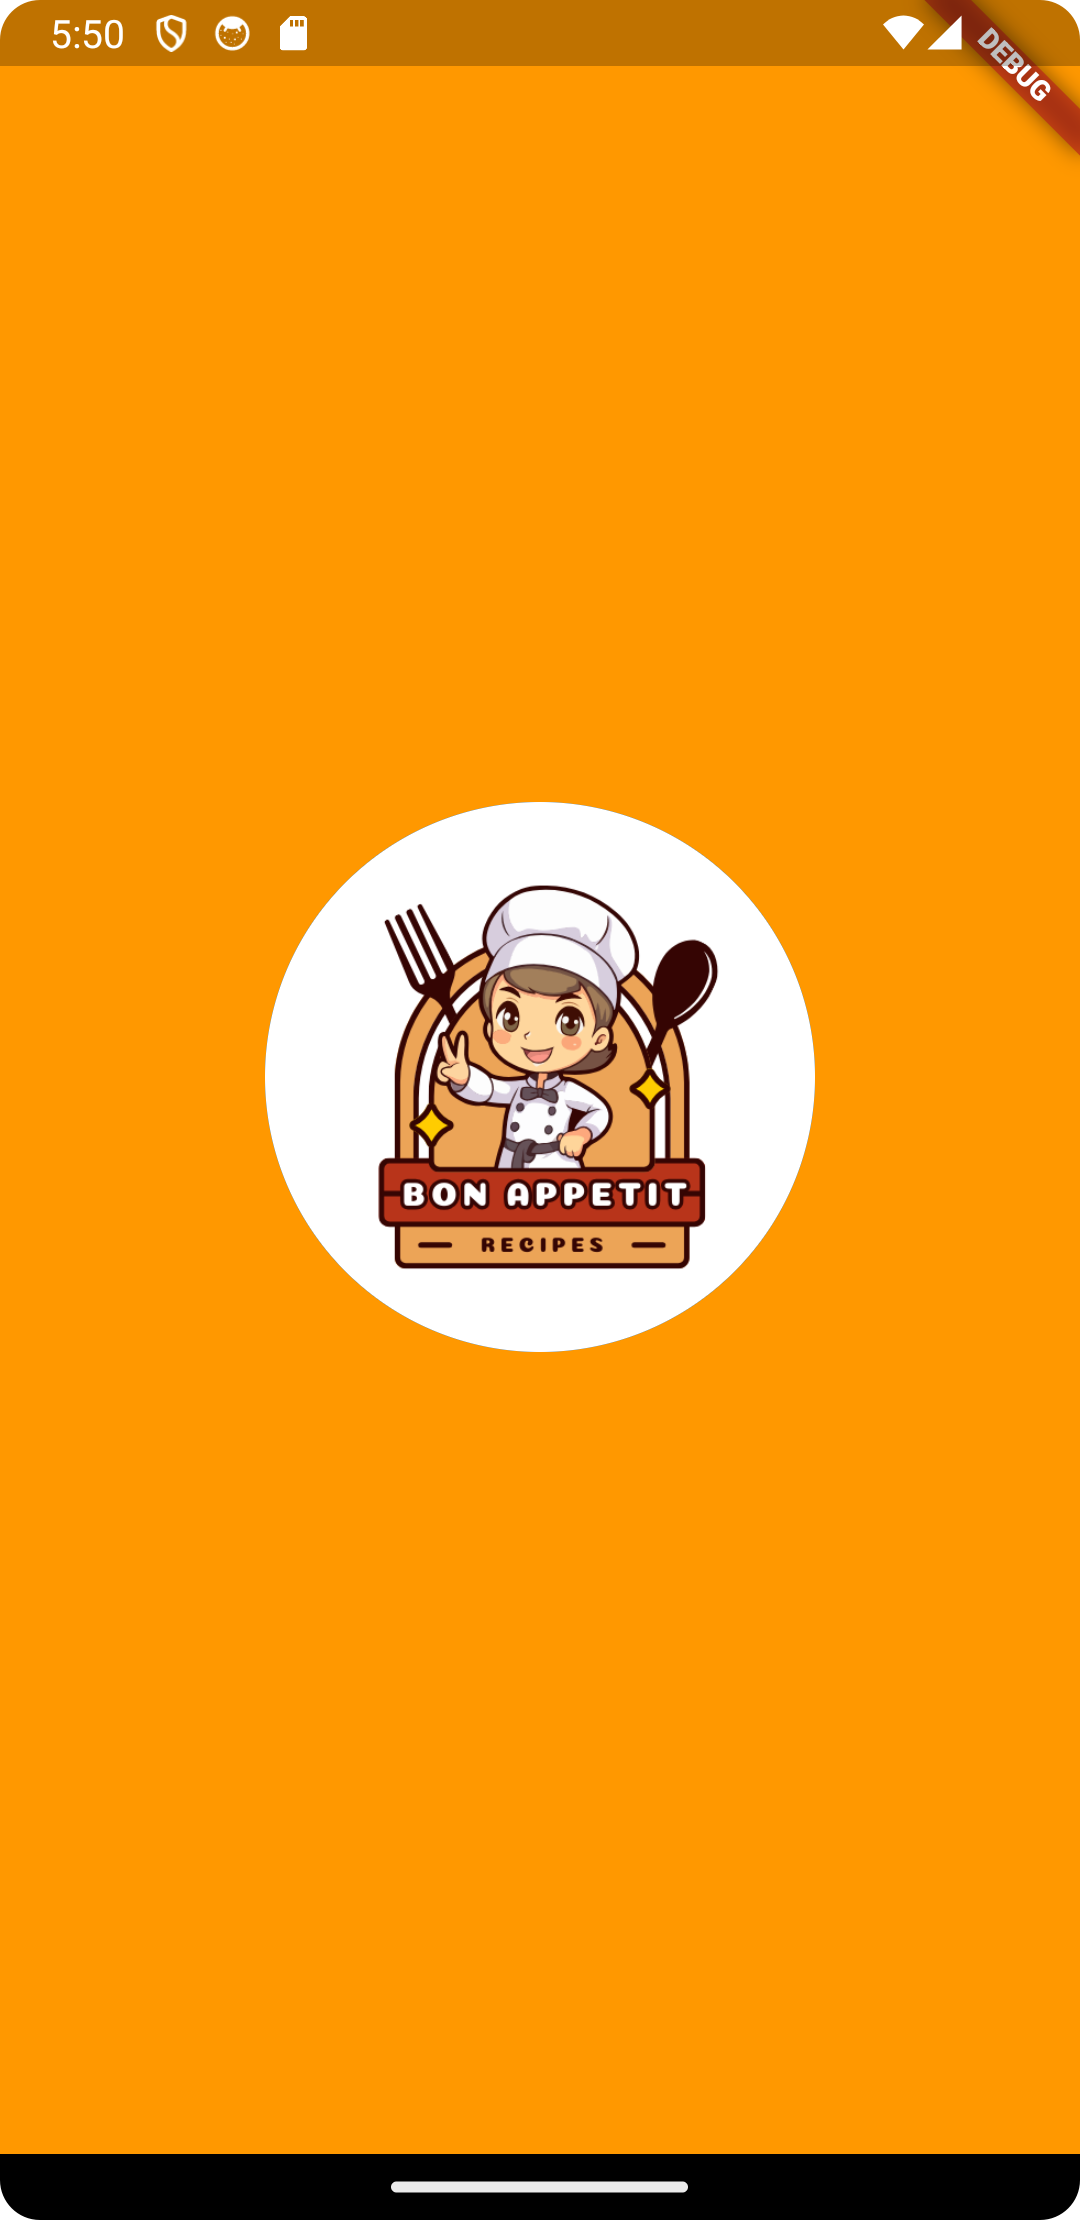 5:50
DEBUG
BON APPETIT
RECIPES